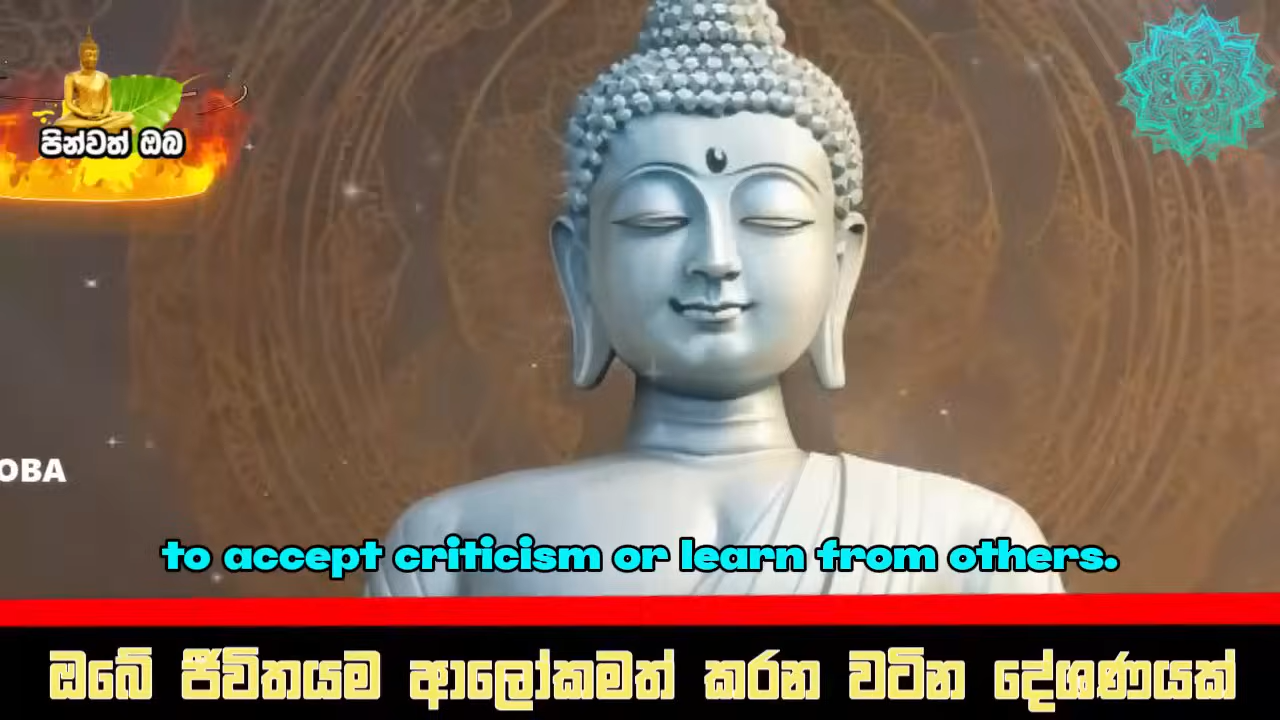 පින්වත් ඔබ
OBA
to accept criticism or learn from others.
ඔබේ ජීවිතයම ආලෝකමත් කරන වටින දේශණයක්